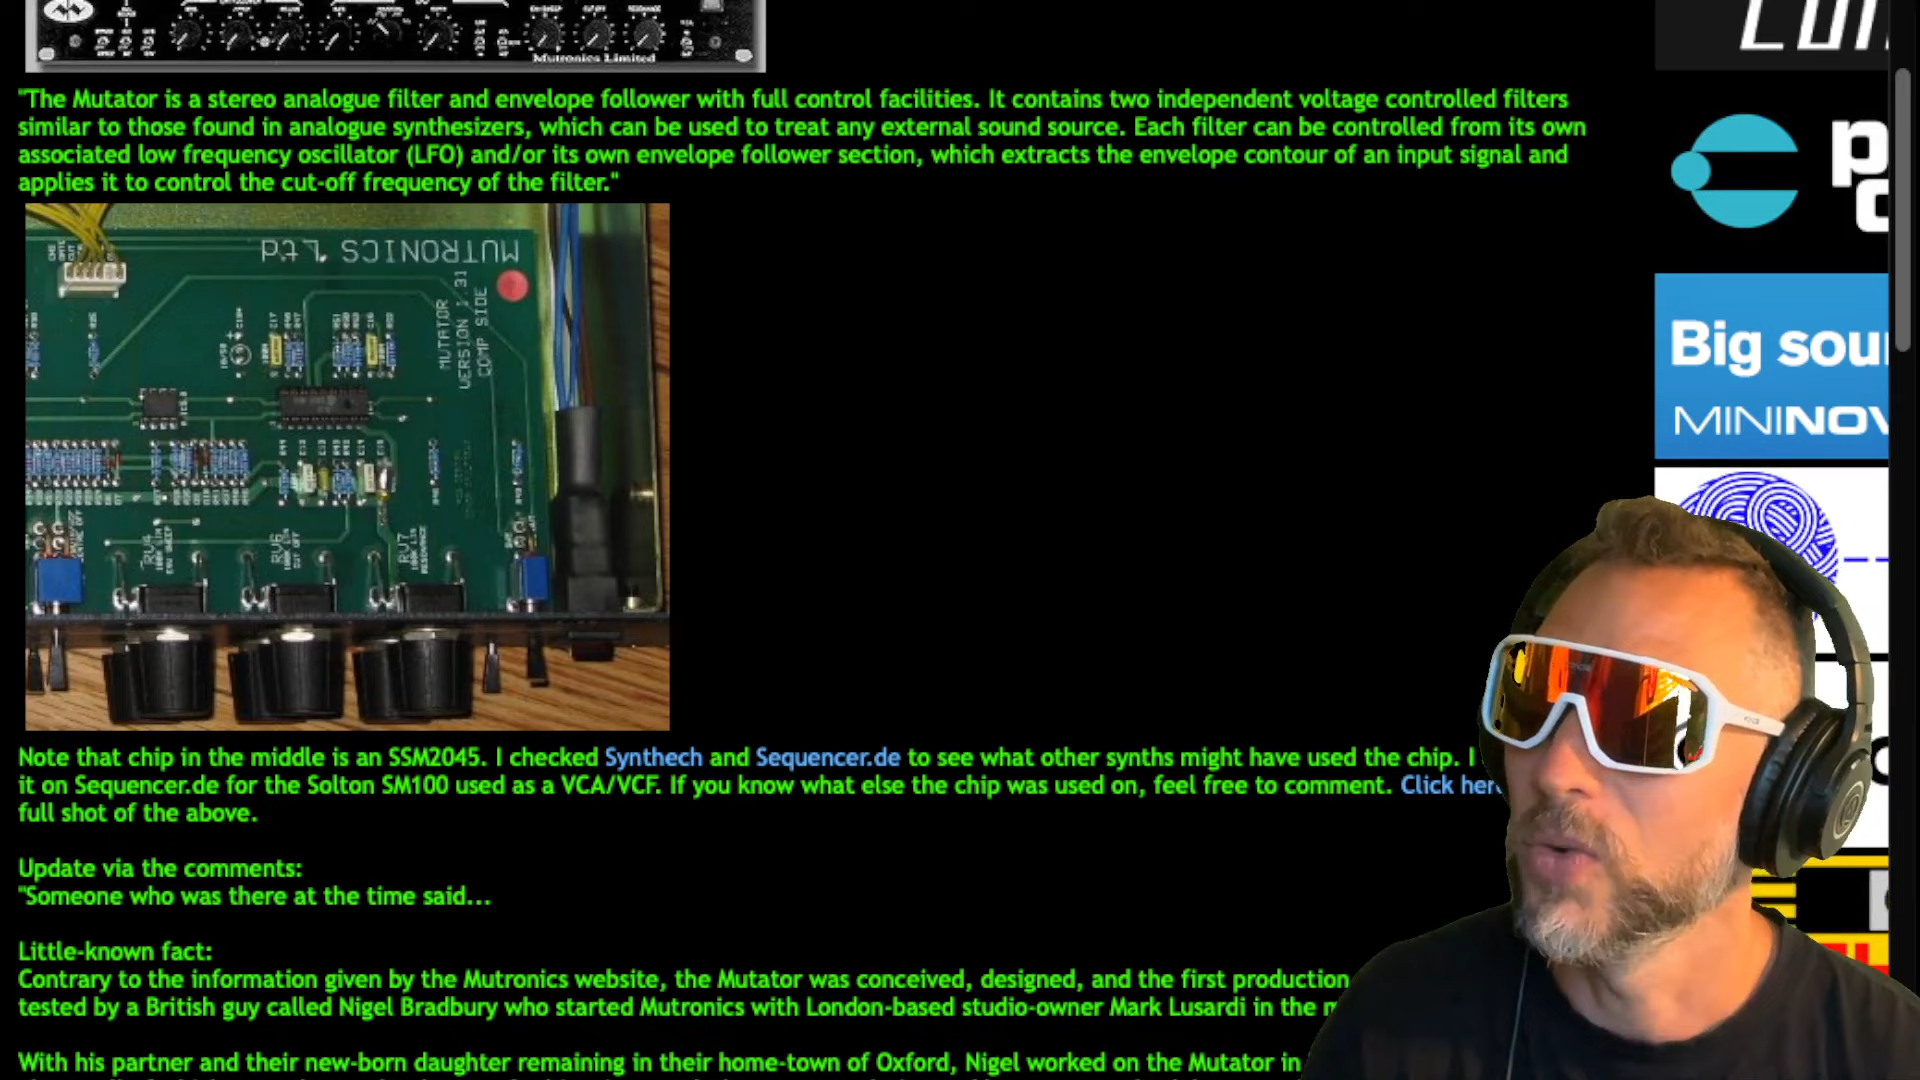 Mutronics Limited
"The Mutator is a stereo analogue filter and envelope follower with full control facilities. It contains two independent voltage controlled filters
similar to those found in analogue synthesizers, which can be used to treat any external sound source. Each filter can be controlled from its own
associated low frequency oscillator (LFO) and/or its own envelope follower section, which extracts the envelope contour of an input signal and
applies it to control the cut-off frequency of the filter."
MUTRONICS Ltd
MUTATOR
VERSION 1.31
COMP SIDE
RV4
RV6
RV7
Big sou
MININOV
Note that chip in the middle is an SSM2045. I checked Synthech and Sequencer.de to see what other synths might have used the chip. I
it on Sequencer.de for the Solton SM100 used as a VCA/VCF. If you know what else the chip was used on, feel free to comment. Click here
full shot of the above.
Update via the comments:
"Someone who was there at the time said...
Little-known fact:
Contrary to the information given by the Mutronics website, the Mutator was conceived, designed, and the first production
tested by a British guy called Nigel Bradbury who started Mutronics with London-based studio-owner Mark Lusardi in the m
With his partner and their new-born daughter remaining in their home-town of Oxford, Nigel worked on the Mutator in